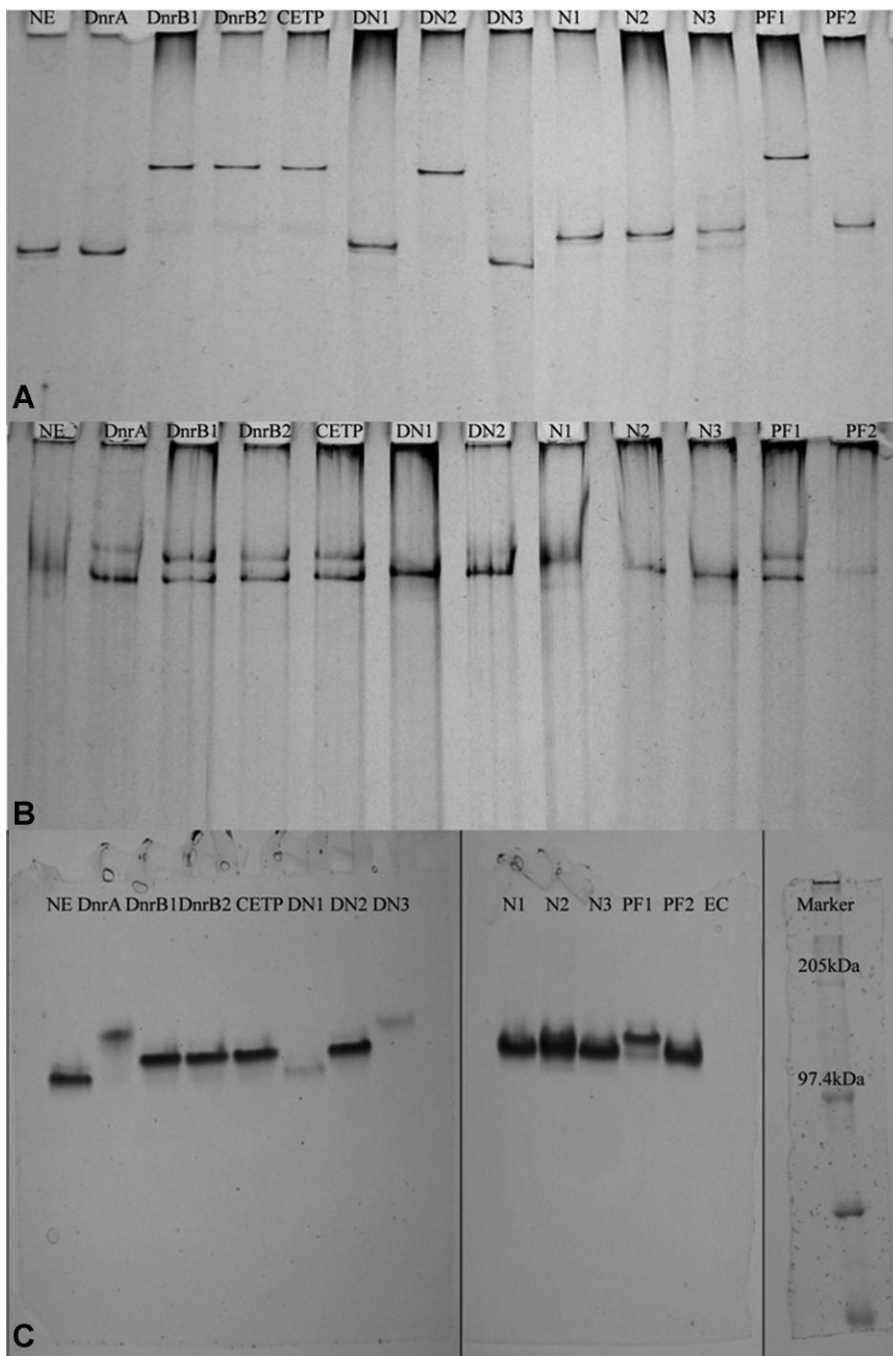 NE DnrA DnrB1 DnrB2 CETP DN1 DN2 DN3 N1 N2 N3 PF1 PF2
A
NE DnrA DnrB1 DnrB2 CETP DN1 DN2 N1 N2 N3 PF1 PF2
B
NE DnrA DnrB1 DnrB2 CETP DN1 DN2 DN3 N1 N2 N3 PF1 PF2 EC Marker
205kDa
97.4kDa
C